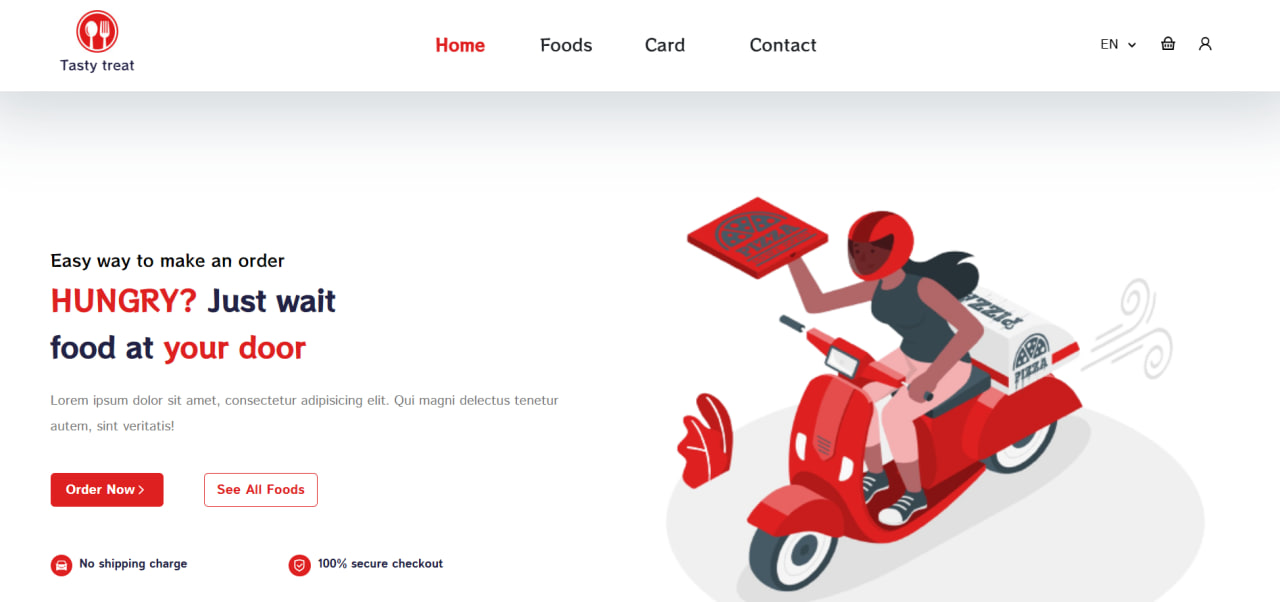 Tasty treat
Home Foods Card Contact
EN
Easy way to make an order
HUNGRY? Just wait
food at your door
Lorem ipsum dolor sit amet, consectetur adipisicing elit. Qui magni delectus tenetur
autem, sint veritatis!
Order Now
See All Foods
No shipping charge
100% secure checkout
PIZZA
PIZZA
PIZZA